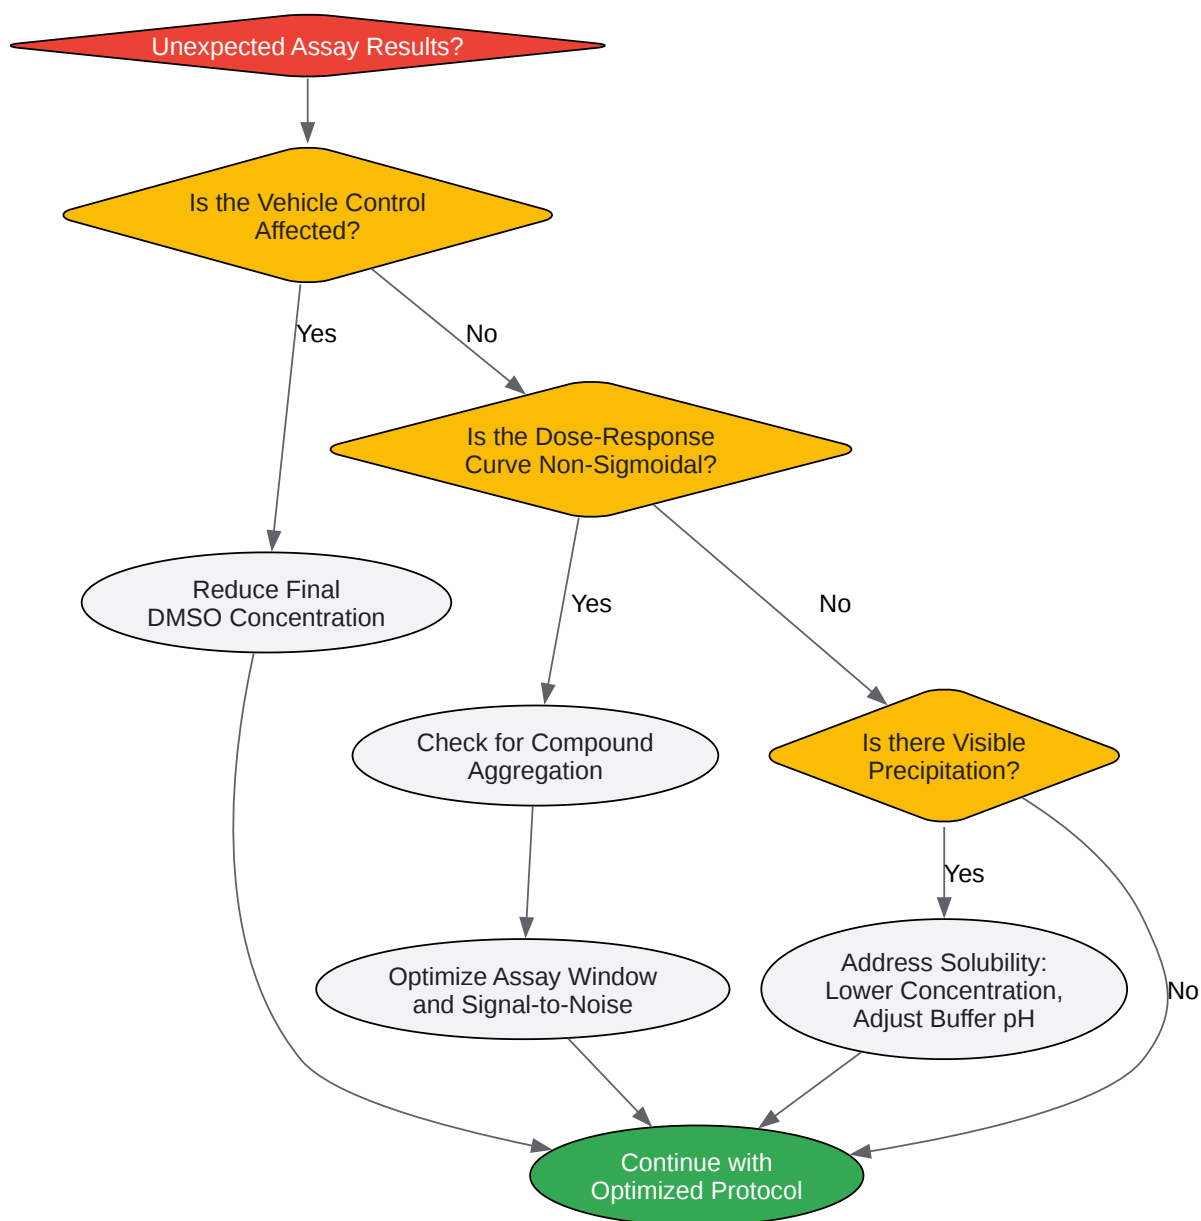 Unexpected Assay Results?
Is the Vehicle Control
Affected?
Yes
No
Is the Dose-Response
Curve Non-Sigmoidal?
Reduce Final
DMSO Concentration
Yes
No
Check for Compound
Aggregation
Is there Visible
Precipitation?
Yes
Optimize Assay Window
and Signal-to-Noise
Address Solubility:
Lower Concentration,
Adjust Buffer pH
No
Continue with
Optimized Protocol